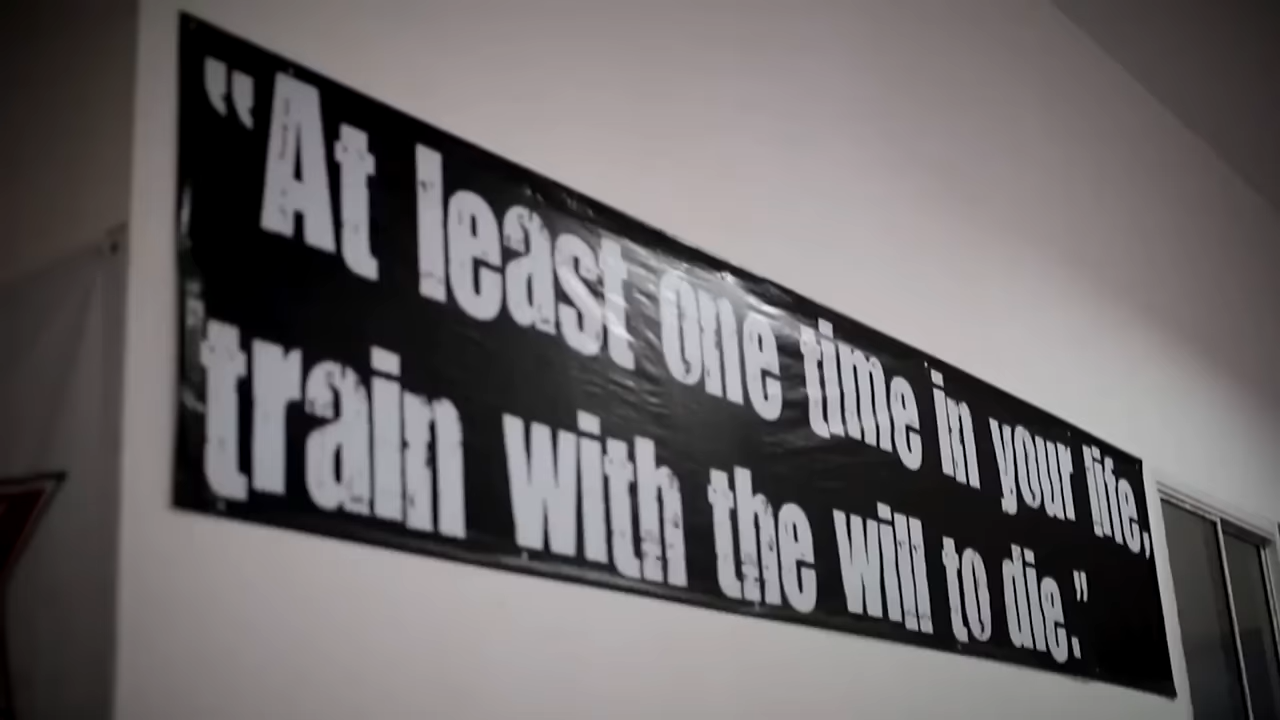 “At least one time in your life,
train with the will to die.”